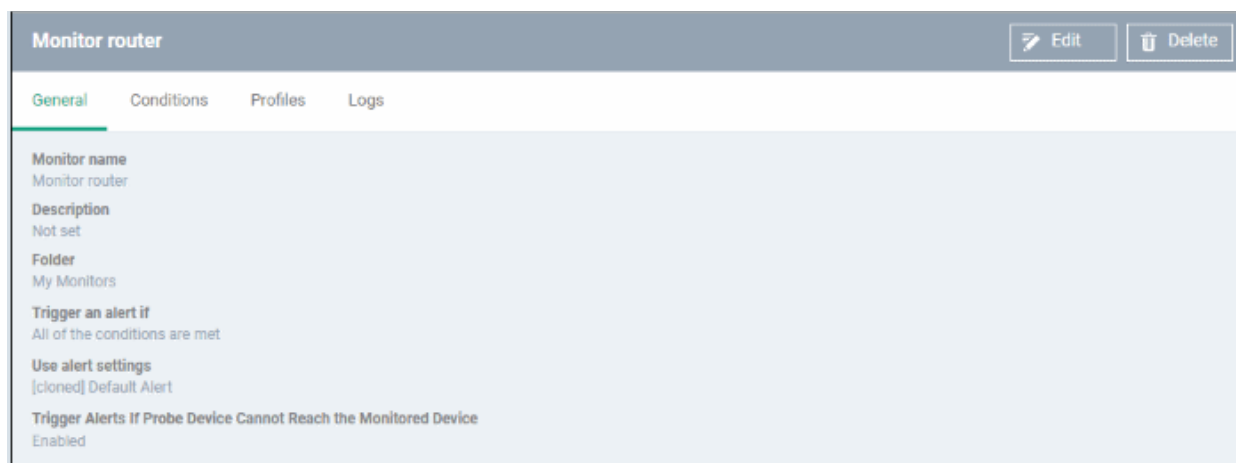 Monitor router
Edit
Delete
General Conditions Profiles Logs
Monitor name
Monitor router
Description
Not set
Folder
My Monitors
Trigger an alert if
All of the conditions are met
Use alert settings
[cloned] Default Alert
Trigger Alerts If Probe Device Cannot Reach the Monitored Device
Enabled